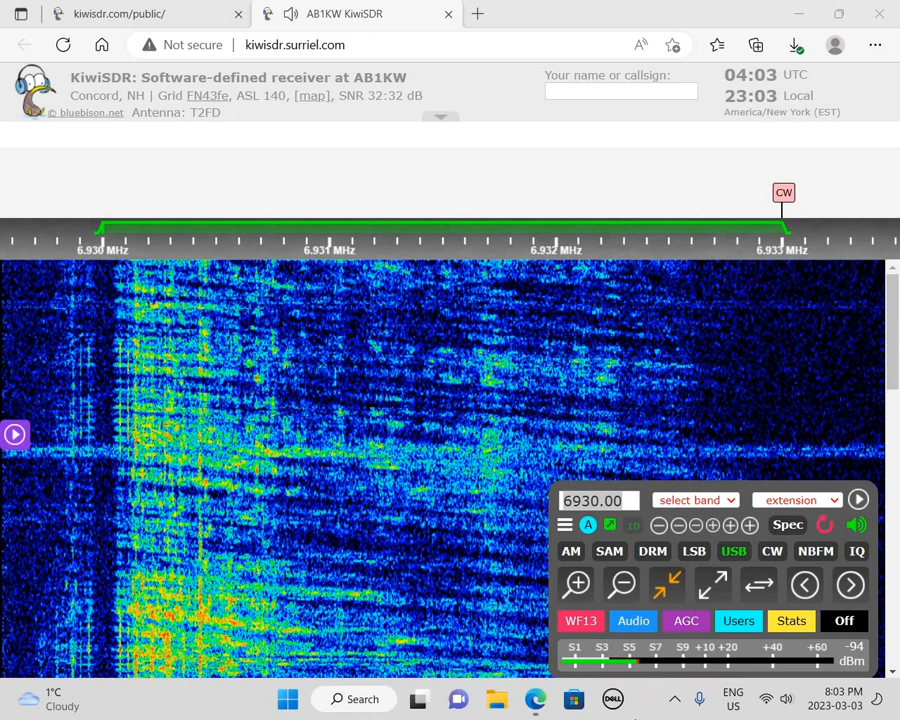 kiwisdr.com/public/
AB1KW KiwiSDR
Not secure
kiwisdr.surriel.com
KiwiSDR: Software-defined receiver at AB1KW
Concord, NH | Grid FN43fe, ASL 140, [map], SNR 32:32 dB
© bluebison.net Antenna: T2FD
Your name or callsign:
04:03 UTC
23:03 Local
America/New York (EST)
CW
6.930 MHz 6.931 MHz 6.932 MHz 6.933 MHz
6930.00 select band extension
A 10 Spec
AM SAM DRM LSB USB CW NBFM IQ
WF13 Audio AGC Users Stats Off
S1 S3 S5 S7 S9 +10 +20 +40 +60 -94
dBm
1°C
Cloudy
Search
DELL
ENG
US
8:03 PM
2023-03-03